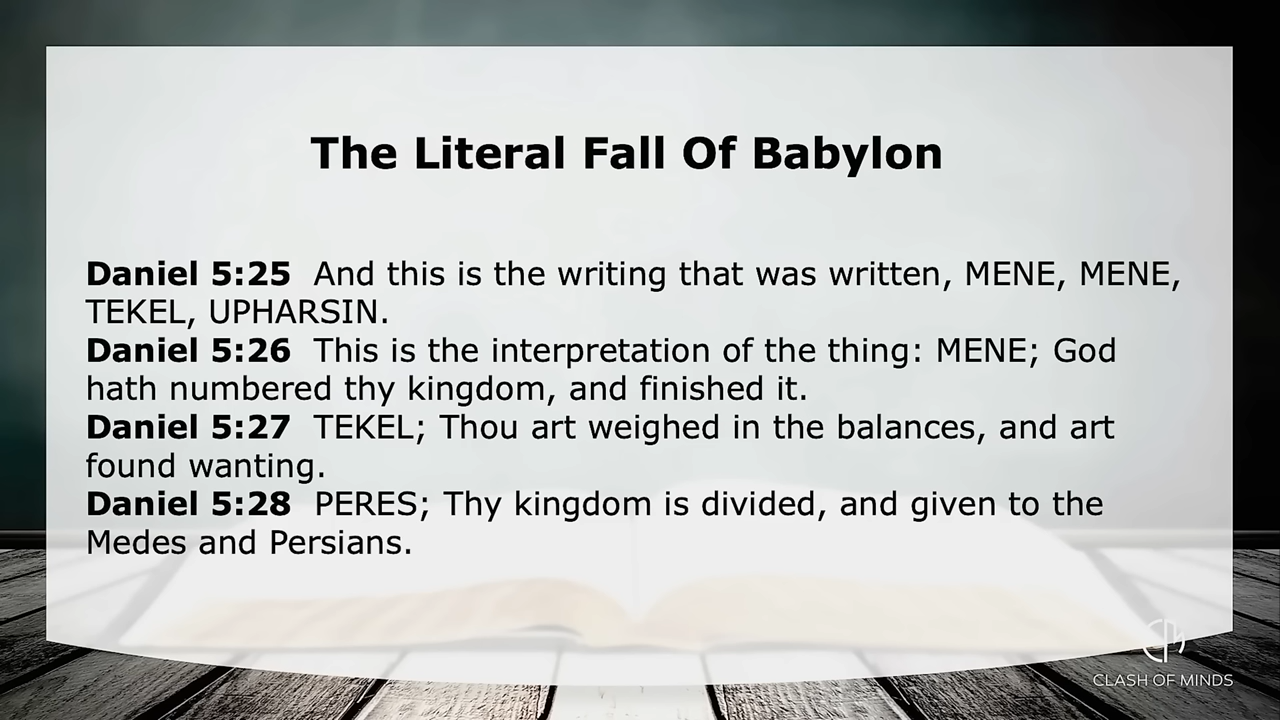 The Literal Fall Of Babylon
Daniel 5:25 And this is the writing that was written, MENE, MENE,
TEKEL, UPHARSIN.
Daniel 5:26 This is the interpretation of the thing: MENE; God
hath numbered thy kingdom, and finished it.
Daniel 5:27 TEKEL; Thou art weighed in the balances, and art
found wanting.
Daniel 5:28 PERES; Thy kingdom is divided, and given to the
Medes and Persians.
CLASH OF MINDS